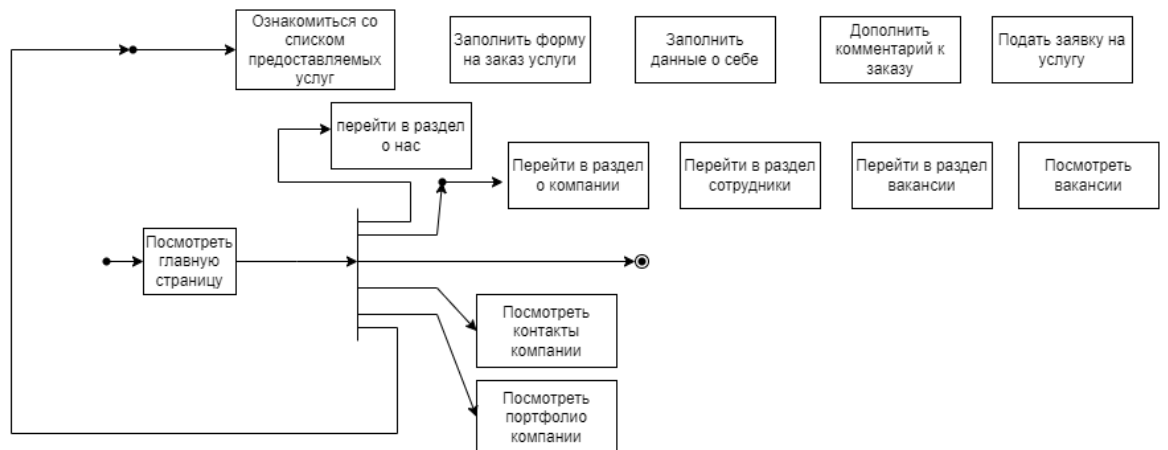 Ознакомиться со
списком
предоставляемых
услуг
Заполнить форму
на заказ услуги
Заполнить
данные о себе
Дополнить
комментарий к
заказу
Подать заявку на
услугу
перейти в раздел
о нас
Перейти в раздел
о компании
Перейти в раздел
сотрудники
Перейти в раздел
вакансии
Посмотреть
вакансии
Посмотреть
главную
страницу
Посмотреть
контакты
компании
Посмотреть
портфолио
компании